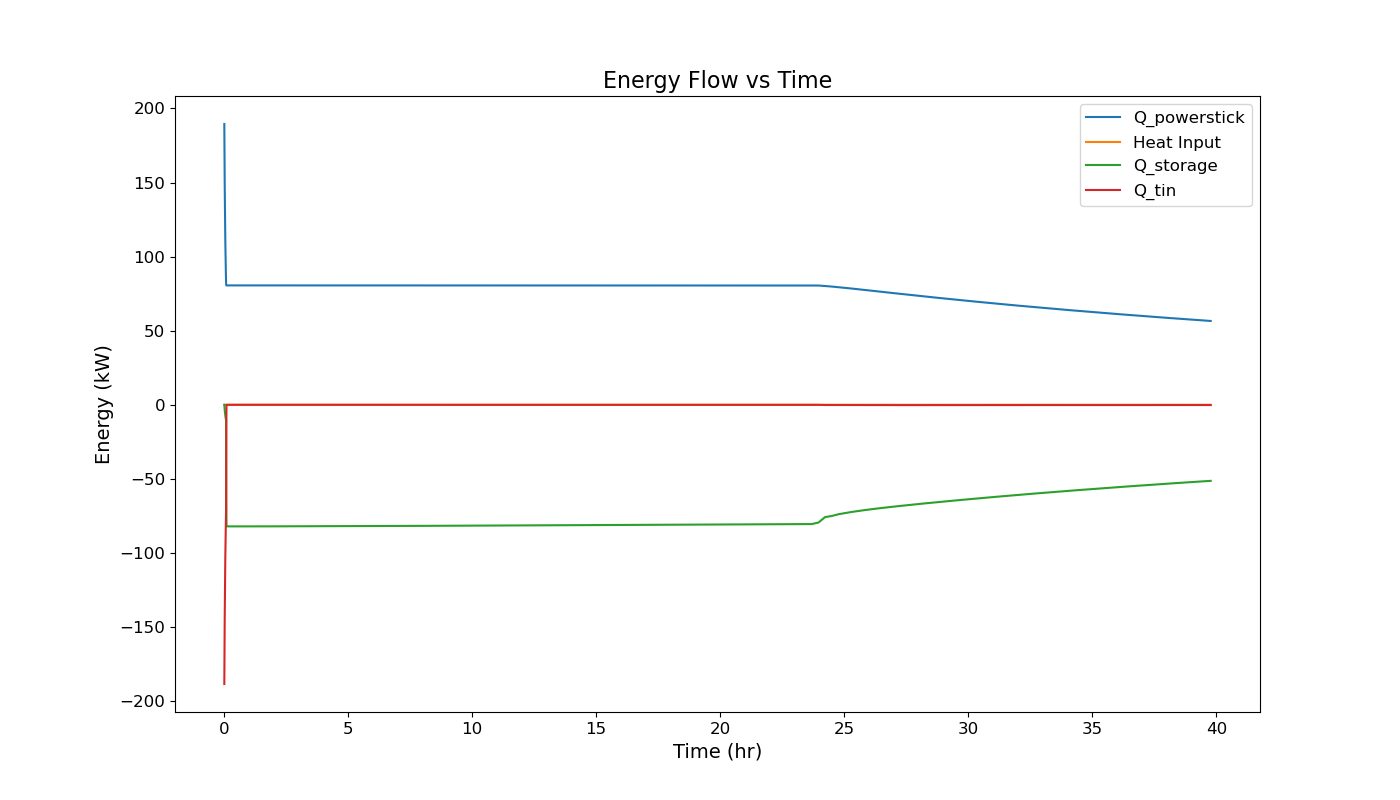 Energy Flow vs Time
Q_powerstick
Heat Input
Q_storage
Q_tin
200
150
100
50
0
−50
−100
−150
−200
Energy (kW)
0 5 10 15 20 25 30 35 40
Time (hr)